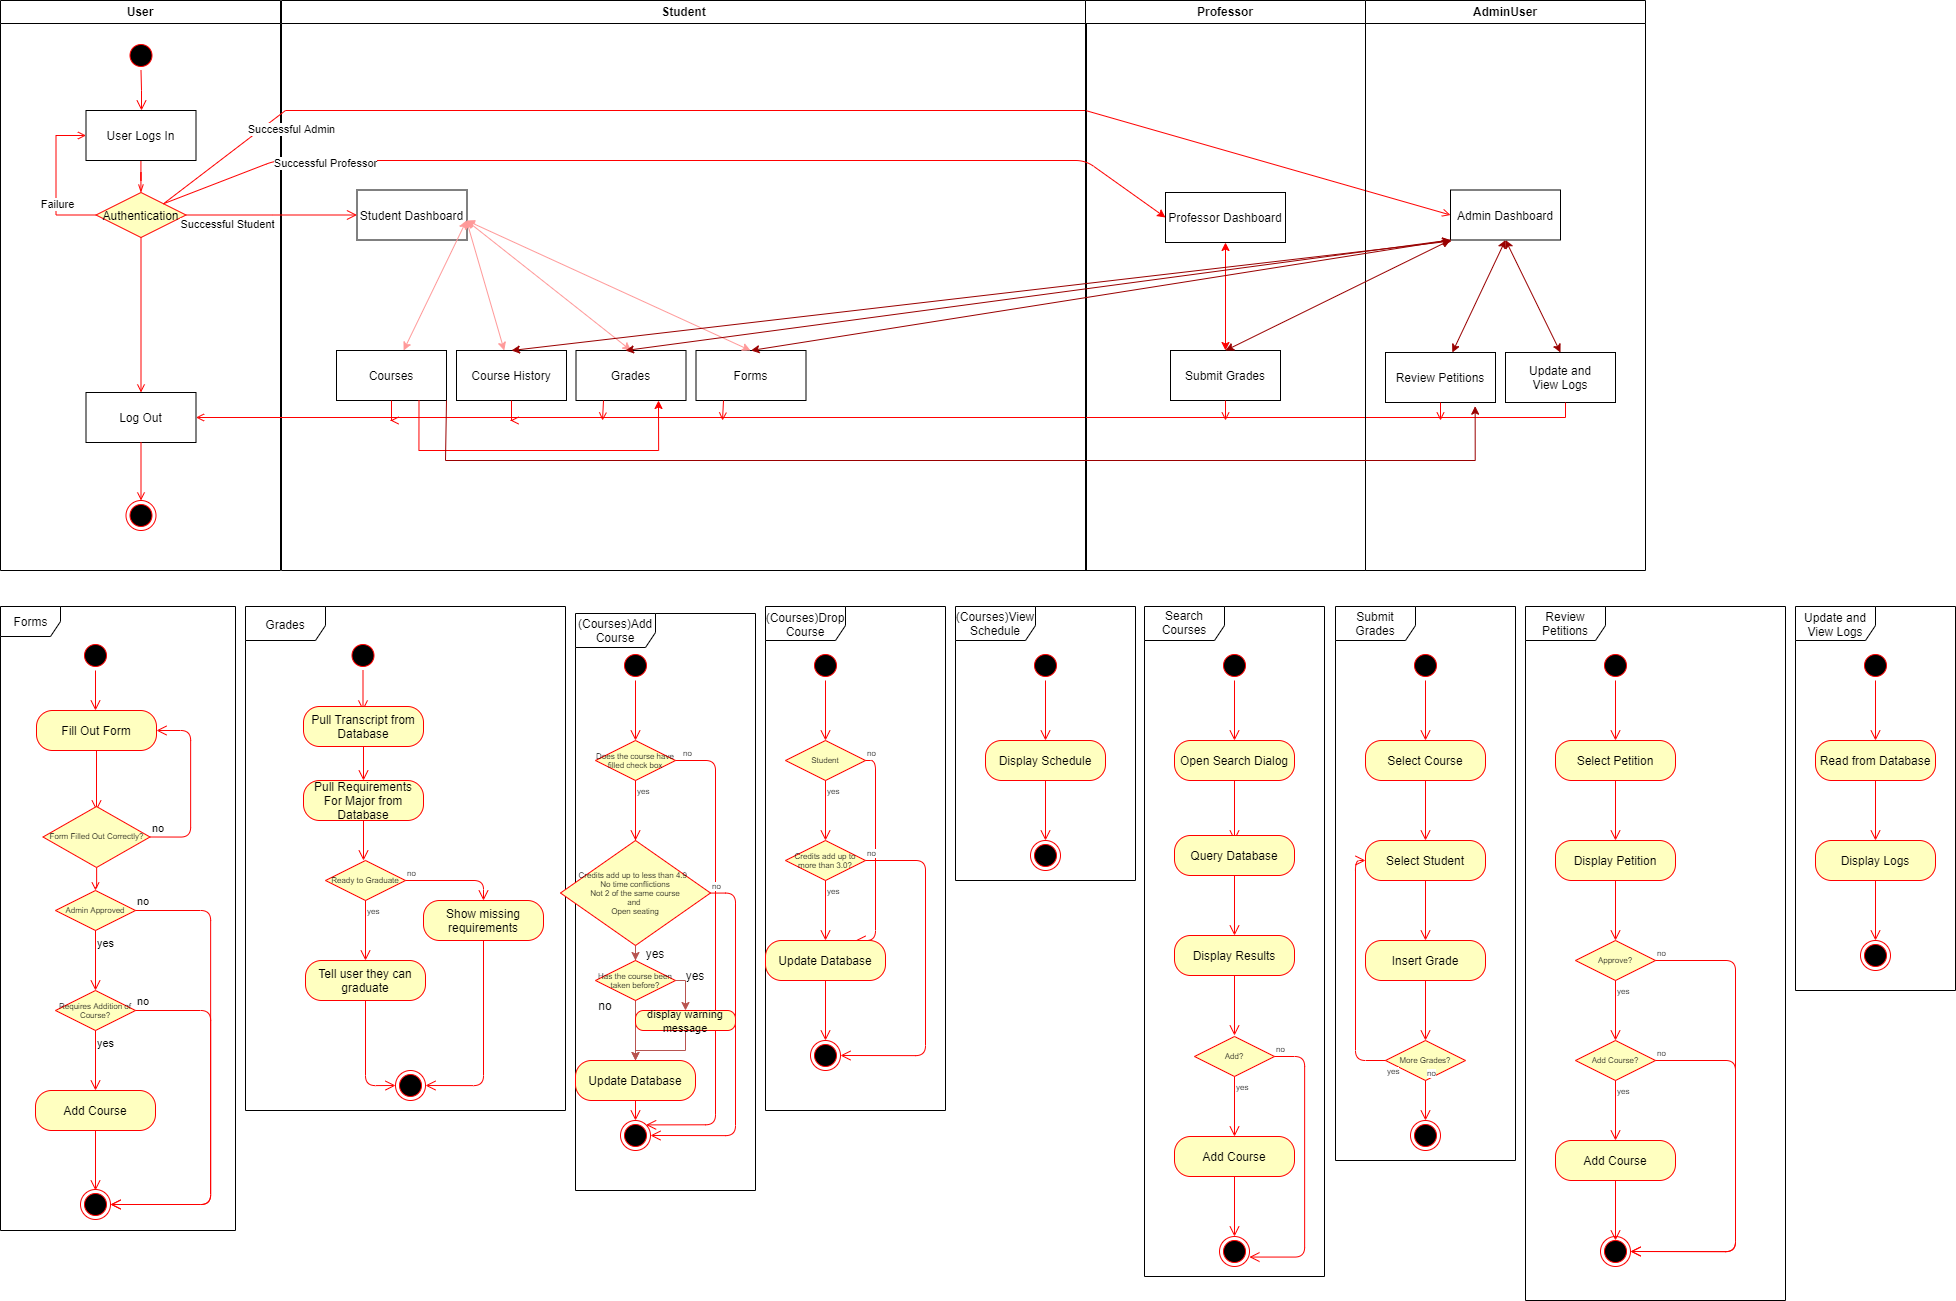 User
Student
Professor
AdminUser
User Logs In
Successful Admin
Successful Professor
Failure
Authentication
Successful Student
Student Dashboard
Professor Dashboard
Admin Dashboard
Courses
Course History
Grades
Forms
Submit Grades
Review Petitions
Update and
View Logs
Log Out
Forms
Fill Out Form
Form Filled Out Correctly?
no
Admin Approved
no
yes
Requires Addition of
Course?
no
yes
Add Course
Grades
Pull Transcript from
Database
Pull Requirements
For Major from
Database
Ready to Graduate
no
yes
Show missing
requirements
Tell user they can
graduate
(Courses)Add
Course
Does the course have
filled check box
no
yes
Credits add up to less than 4.9
No time conflictions
Not 2 of the same course
and
Open seating
no
yes
Has the course been
taken before?
yes
no
display warning
message
Update Database
(Courses)Drop
Course
Student
no
yes
Credits add up to
more than 3.0?
no
yes
Update Database
(Courses)View
Schedule
Display Schedule
Search
Courses
Open Search Dialog
Query Database
Display Results
Add?
no
yes
Add Course
Submit
Grades
Select Course
Select Student
Insert Grade
More Grades?
yes
no
Review
Petitions
Select Petition
Display Petition
Approve?
no
yes
Add Course?
no
yes
Add Course
Update and
View Logs
Read from Database
Display Logs